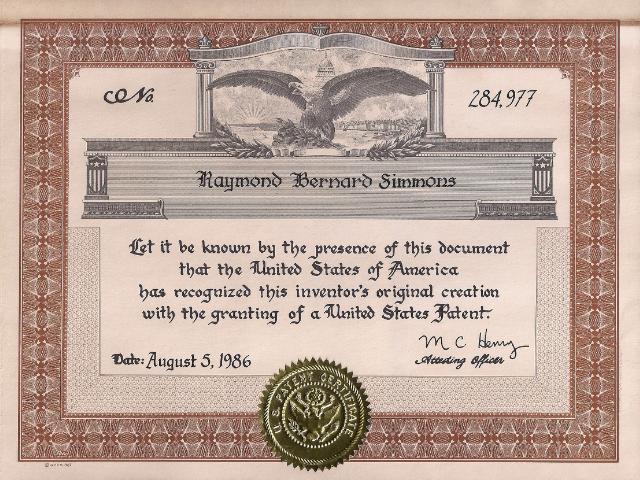 No. 284,977
Raymond Bernard Simmons
Let it be known by the presence of this document
that the United States of America
has recognized this inventor's original creation
with the granting of a United States Patent.
Date: August 5, 1986
M C Henry
Attesting Officer
U.S. PATENT CERTIFICATE